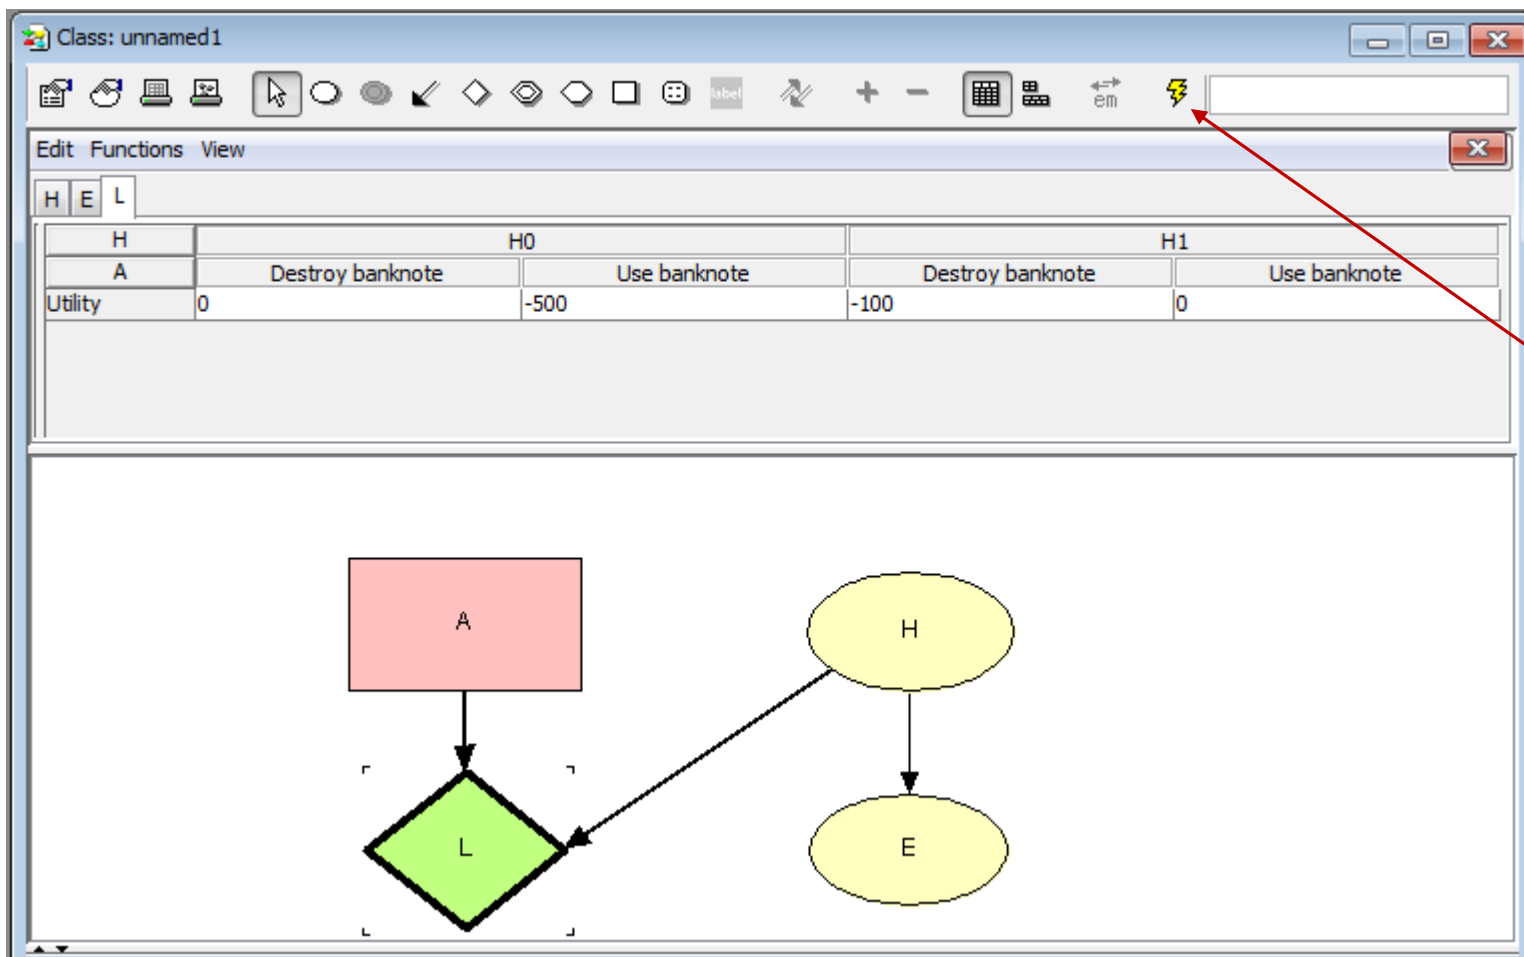 Class: unnamed1
label
em
Edit Functions View
H E L
H H0 H1
A Destroy banknote Use banknote Destroy banknote Use banknote
Utility 0 -500 -100 0
A
H
L
E